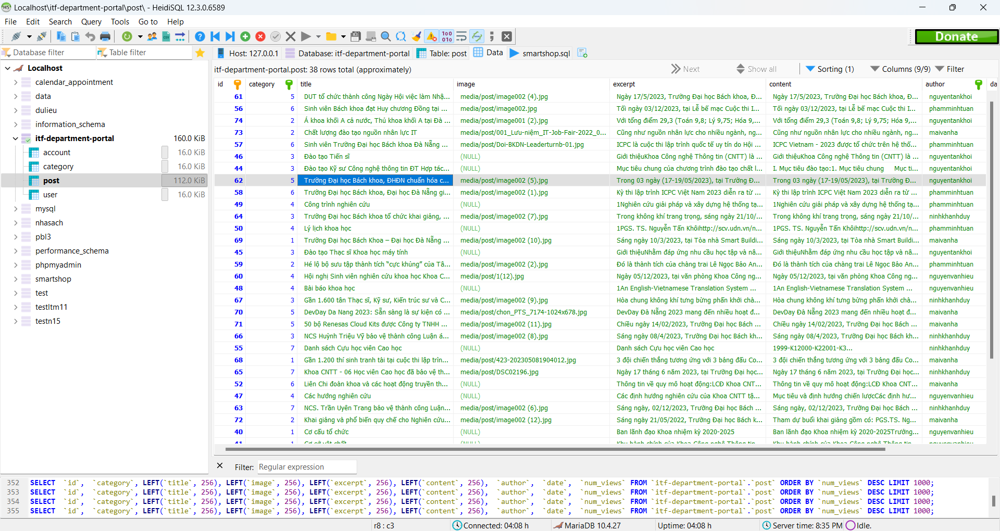 Localhost\itf-department-portal\post\ - HeidiSQL 12.3.0.6589
File Edit Search Query Tools Go to Help
Donate
Database filter Table filter
Host: 127.0.0.1 Database: itf-department-portal Table: post Data smartshop.sql
itf-department-portal.post: 38 rows total (approximately) Next Show all Sorting (1) Columns (9/9) Filter
Localhost
calendar_appointment
data
dulieu
information_schema
itf-department-portal 160.0 KiB
account 16.0 KiB
category 16.0 KiB
post 112.0 KiB
user 16.0 KiB
mysql
nhasach
pbl3
performance_schema
phpmyadmin
smartshop
test
testltm11
testn15
id category title image excerpt content author da
61 5 DUT tổ chức thành công Ngày Hội việc làm Nhậ... media/post/image002 (4).jpg Ngày 17/5/2023, Trường Đại học Bách khoa, Đ... Ngày 17/5/2023, Trường Đại học Bách khoa, Đ... nguyentankhoi
56 6 Sinh viên Bách khoa đạt Huy chương Đồng tại ... media/post/image002.jpg Tối ngày 03/12/2023, tại Lễ bế mạc Cuộc thi I... Tối ngày 03/12/2023, tại Lễ bế mạc Cuộc thi I... phamminhtuan
74 2 Á khoa khối A cả nước, Thủ khoa khối A tại Đà ... media/post/image001 (2).jpg Với tổng điểm 29,3 (Toán 9,8; Lý 9,75; Hóa 9,... Với tổng điểm 29,3 (Toán 9,8; Lý 9,75; Hóa 9,... nguyentankhoi
73 2 Chất lượng đào tạo nguồn nhân lực IT media/post/001_Lưu-niệm_IT-Job-Fair-2022_0... Cũng như nguồn nhân lực cho nhiều ngành, ng... Cũng như nguồn nhân lực cho nhiều ngành, ng... maivanha
57 6 Sinh viên Trường Đại học Bách khoa Đà Nẵng ... media/post/Doi-BKDN-Leaderturnb-01.jpg ICPC là cuộc thi lập trình quốc tế uy tín do Hội ... ICPC Vietnam - 2023 được tổ chức trên hệ thố... phamminhtuan
46 3 Đào tạo Tiến sĩ (NULL) Giới thiệuKhoa Công nghệ Thông tin (CNTT) là ... Giới thiệuKhoa Công nghệ Thông tin (CNTT) là ... nguyentankhoi
44 3 Đào tạo Kỹ sư Công nghệ thông tin ĐT Hợp tác... (NULL) Mục tiêu chung của chương trình đào tạo chất l... I. Mục tiêu đào tạo:1. Mục tiêu chung Mục ti... nguyentankhoi
62 5 Trường Đại học Bách khoa, ĐHĐN chuẩn hóa c... media/post/image002 (5).jpg Trong 03 ngày (17-19/05/2023), tại Trường Đ... Trong 03 ngày (17-19/05/2023), tại Trường Đ... nguyentankhoi
58 6 Trường Đại học Bách khoa, Đại học Đà Nẵng gi... media/post/image002 (1).jpg Kỳ thi lập trình ICPC Việt Nam 2023 diễn ra từ ... Kỳ thi lập trình ICPC Việt Nam 2023 diễn ra từ ... phamminhtuan
49 4 Công trình nghiên cứu (NULL) 1Nghiên cứu giải pháp và xây dựng hệ thống tạ... 1Nghiên cứu giải pháp và xây dựng hệ thống tạ... phamminhtuan
64 3 Trường Đại học Bách khoa tổ chức khai giảng, ... media/post/image002 (7).jpg Trong không khí trang trọng, sáng ngày 21/10/... Trong không khí trang trọng, sáng ngày 21/10/... ninhkhanhduy
50 4 Lý lịch khoa học (NULL) 1PGS. TS. Nguyễn Tấn Khôihttp://scv.udn.vn/n... 1PGS. TS. Nguyễn Tấn Khôihttp://scv.udn.vn/n... phamminhtuan
69 1 Trường Đại học Bách Khoa – Đại học Đà Nẵng ... media/post/image002 (10).jpg Sáng ngày 10/3/2023, tại Tòa nhà Smart Buildi... Sáng ngày 10/3/2023, tại Tòa nhà Smart Buildi... maivanha
45 3 Đào tạo Thạc sĩ Khoa học máy tính (NULL) Giới thiệuNhằm đáp ứng nhu cầu học tập và nâ... Giới thiệuNhằm đáp ứng nhu cầu học tập và nâ... nguyentankhoi
59 2 Hé lộ bộ sưu tập thành tích “cực khủng” của Tâ... media/post/image002 (2).jpg Đó là thành tích của chàng trai Lê Ngọc Bảo An... Đó là thành tích của chàng trai Lê Ngọc Bảo An... phamminhtuan
60 4 Hội nghị Sinh viên nghiên cứu khoa học Khoa C... media/post/1(12).jpg Ngày 05/12/2023, tại văn phòng Khoa Công ng... Ngày 05/12/2023, tại văn phòng Khoa Công ng... nguyenvanhieu
48 4 Bài báo khoa học (NULL) 1An English-Vietnamese Translation System ... 1An English-Vietnamese Translation System ... nguyenvanhieu
67 3 Gần 1.600 tân Thạc sĩ, Kỹ sư, Kiến trúc sư và C... media/post/image002 (9).jpg Hòa chung không khí tưng bừng phấn khởi chà... Hòa chung không khí tưng bừng phấn khởi chà... ninhkhanhduy
70 5 DevDay Da Nang 2023: Sẵn sàng là sự kiện có ... media/post/chon_PTS_7174-1024x678.jpg DevDay Đà Nẵng 2023 mang đến nhiều hoạt đ... DevDay Đà Nẵng 2023 mang đến nhiều hoạt đ... maivanha
71 5 50 bộ Renesas Cloud Kits được Công ty TNHH ... media/post/image002 (11).jpg Chiều ngày 14/02/2023, Trường Đại học Bách ... Chiều ngày 14/02/2023, Trường Đại học Bách ... maivanha
66 3 NCS Huỳnh Triệu Vỹ bảo vệ thành công Luận á... media/post/image002 (8).jpg Sáng ngày 08/4/2023, Trường Đại học Bách kh... Sáng ngày 08/4/2023, Trường Đại học Bách kh... ninhkhanhduy
55 7 Danh sách Cựu học viên Cao học (NULL) Danh sách Cựu học viên Cao học 1999-K12000-K22001-K3... ninhkhanhduy
68 1 Gần 1.200 thí sinh tranh tài tại cuộc thi lập trìn... media/post/423-202305081904012.jpg 3 đội chiến thắng tương ứng với 3 bảng đấu Co... 3 đội chiến thắng tương ứng với 3 bảng đấu Co... maivanha
65 7 Khoa CNTT - 06 Học viên Cao học đã bảo vệ th... media/post/DSC02196.jpg Ngày 17 tháng 6 năm 2023, tại Trường Đại học... Ngày 17 tháng 6 năm 2023, tại Trường Đại học... ninhkhanhduy
52 6 Liên Chi đoàn khoa và các hoạt động truyền th... (NULL) Thông tin về quy mô hoạt động:LCĐ Khoa CNT... Thông tin về quy mô hoạt động:LCĐ Khoa CNT... maivanha
47 4 Các hướng nghiên cứu (NULL) Các định hướng nghiên cứu của Khoa CNTT tậ... Mục tiêu và định hướng chiến lượcCác định hư... nguyenvanhieu
63 7 NCS. Trần Uyên Trang bảo vệ thành công Luận... media/post/image002 (6).jpg Sáng ngày, 02/12/2023, Trường Đại học Bách ... Sáng ngày, 02/12/2023, Trường Đại học Bách ... ninhkhanhduy
72 2 Khai giảng và phổ biến quy chế cho Nghiên cứu... media/post/image002 (12).jpg Sáng ngày 21/05/2022, Trường Đại học Bách k... Tham dự buổi khai giảng gồm có: PGS.TS. Ng... maivanha
40 1 Cơ cấu tổ chức (NULL) Ban lãnh đạo Khoa nhiệm kỳ 2020-2025 Ban lãnh đạo Khoa nhiệm kỳ 2020-2025Trưởng... nguyenvanhieu
41 1 Cơ sở vật chất (NULL) Khu hành chính của Khoa Công nghệ Thông tin Khu hành chính của Khoa Công nghệ Thông tin nguyenvanhieu
Filter: Regular expression
352 SELECT `id`, `category`, LEFT(`title`, 256), LEFT(`image`, 256), LEFT(`excerpt`, 256), LEFT(`content`, 256), `author`, `date`, `num_views` FROM `itf-department-portal`.`post` ORDER BY `num_views` DESC LIMIT 1000;
353 SELECT `id`, `category`, LEFT(`title`, 256), LEFT(`image`, 256), LEFT(`excerpt`, 256), LEFT(`content`, 256), `author`, `date`, `num_views` FROM `itf-department-portal`.`post` ORDER BY `num_views` DESC LIMIT 1000;
354 SELECT `id`, `category`, LEFT(`title`, 256), LEFT(`image`, 256), LEFT(`excerpt`, 256), LEFT(`content`, 256), `author`, `date`, `num_views` FROM `itf-department-portal`.`post` ORDER BY `num_views` DESC LIMIT 1000;
355 SELECT `id`, `category`, LEFT(`title`, 256), LEFT(`image`, 256), LEFT(`excerpt`, 256), LEFT(`content`, 256), `author`, `date`, `num_views` FROM `itf-department-portal`.`post` ORDER BY `num_views` DESC LIMIT 1000;
r8 : c3 Connected: 04:08 h MariaDB 10.4.27 Uptime: 04:08 h Server time: 8:35 PM Idle.